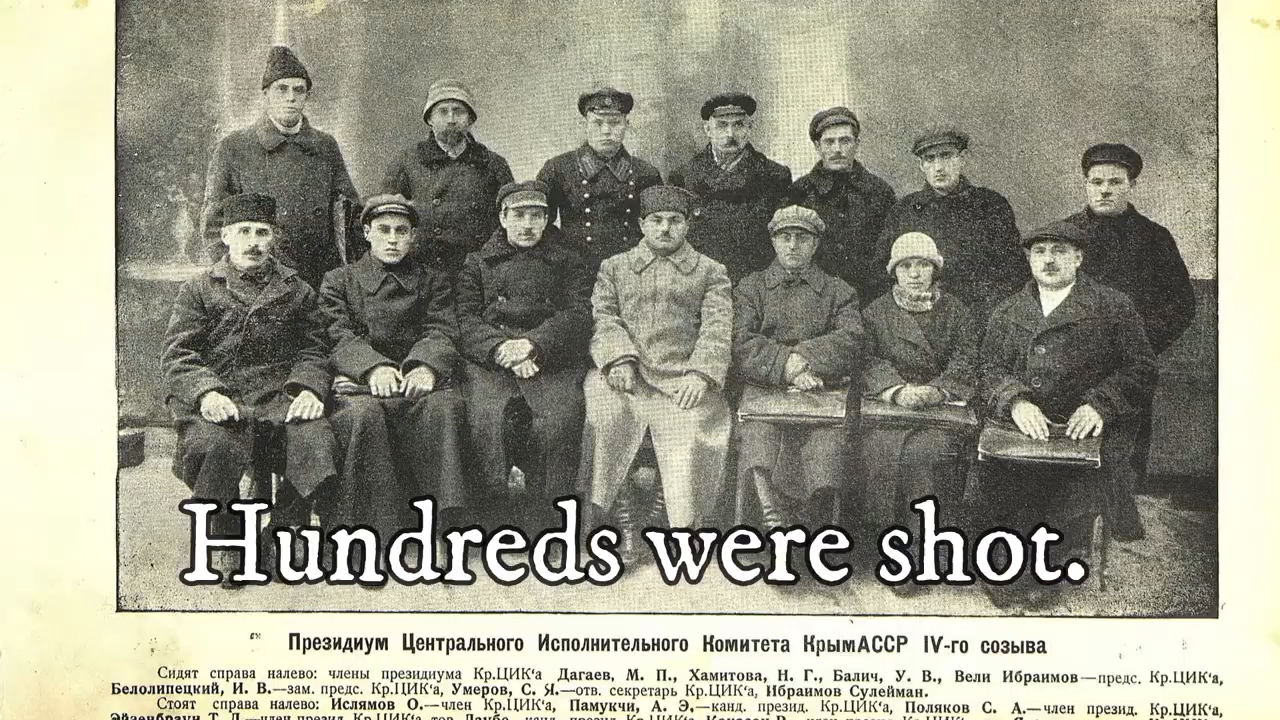 Hundreds were shot.
Президиум Центрального Исполнительного Комитета КрымАССР IV-го созыва
Сидят справа налево: члены президиума Кр.ЦИК‘а Дагаев, М. П., Хамитова, Н. Г., Балич, У. В., Вели Ибраимов—предс. Кр.ЦИК‘а,
Белолипецкий, И. В.—зам. предс. Кр.ЦИК‘а, Умеров, С. Я.—отв. секретарь Кр.ЦИК‘а, Ибраимов Сулейман.
Стоят справа налево: Ислямов О.—член Кр.ЦИК‘а, Памукчи, А. Э.—канд. презид. Кр.ЦИК‘а, Поляков С. А.—член презид. Кр.ЦИК‘а,